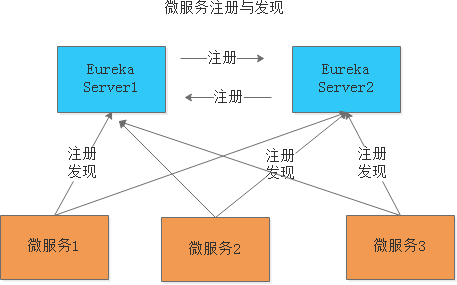 微服务注册与发现
Eureka
Server1
注册
注册
Eureka
Server2
注册
发现
注册
发现
注册
发现
微服务1
微服务2
微服务3